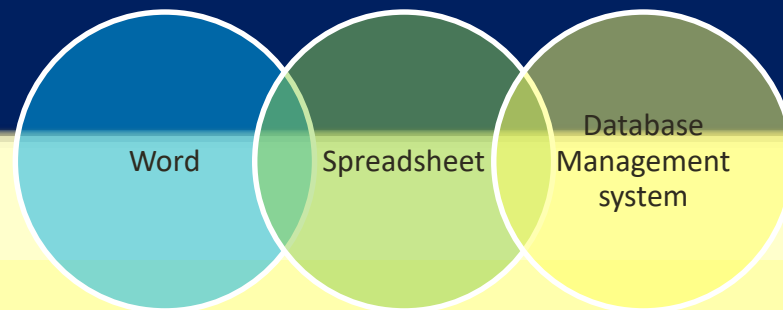 Word
Spreadsheet
Database
Management
system